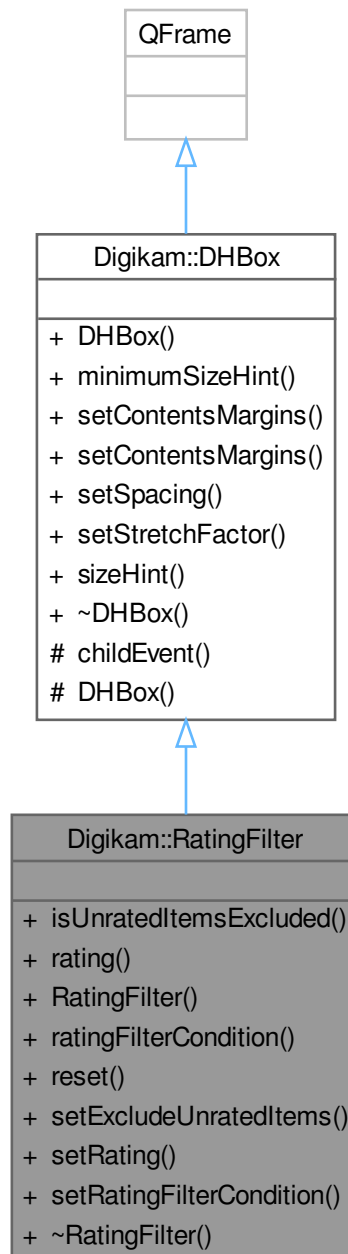 QFrame
Digikam::DHBox
+ DHBox()
+ minimumSizeHint()
+ setContentsMargins()
+ setContentsMargins()
+ setSpacing()
+ setStretchFactor()
+ sizeHint()
+ ~DHBox()
# childEvent()
# DHBox()
Digikam::RatingFilter
+ isUnratedItemsExcluded()
+ rating()
+ RatingFilter()
+ ratingFilterCondition()
+ reset()
+ setExcludeUnratedItems()
+ setRating()
+ setRatingFilterCondition()
+ ~RatingFilter()